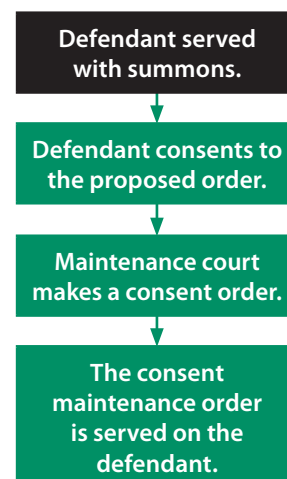 Defendant served
with summons.
Defendant consents to
the proposed order.
Maintenance court
makes a consent order.
The consent
maintenance order
is served on the
defendant.